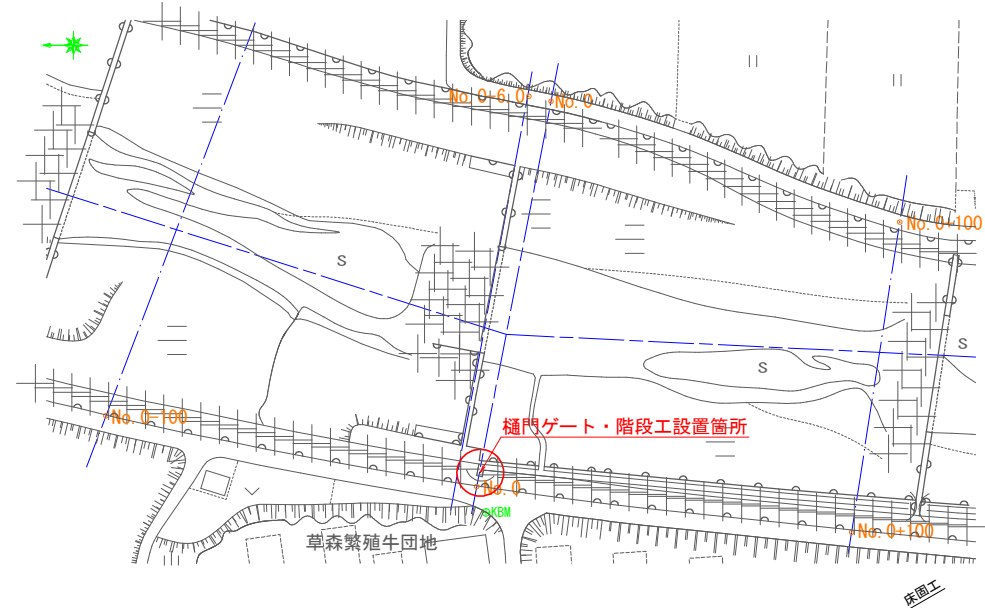 No. 0-6.0
No. 0
No. 0+100
S
S
S
No. 0-100
樋門ゲート・階段工設置箇所
No. 0
KBM
No. 0+100
草森繁殖牛団地
床固工